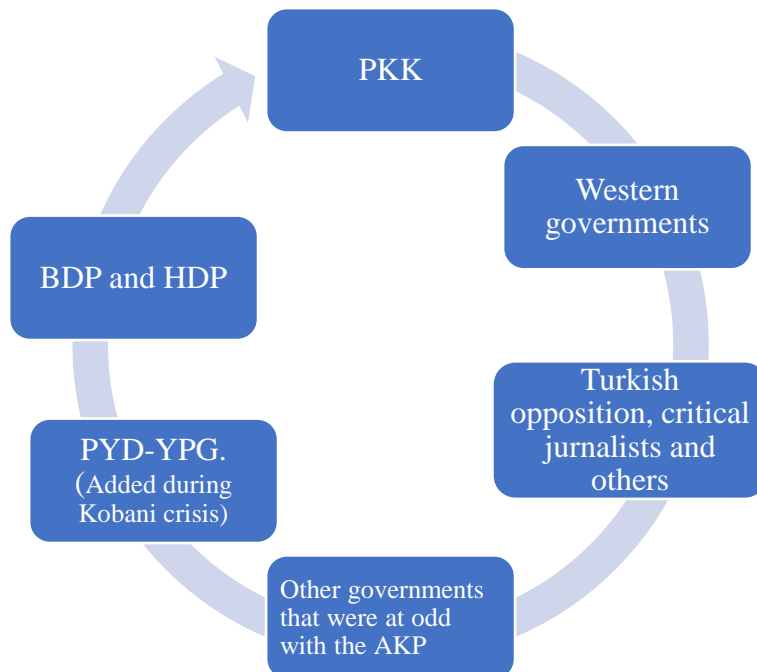 PKK
Western
governments
Turkish
opposition, critical
jurnalists and
others
Other governments
that were at odd
with the AKP
PYD-YPG.
(Added during
Kobani crisis)
BDP and HDP